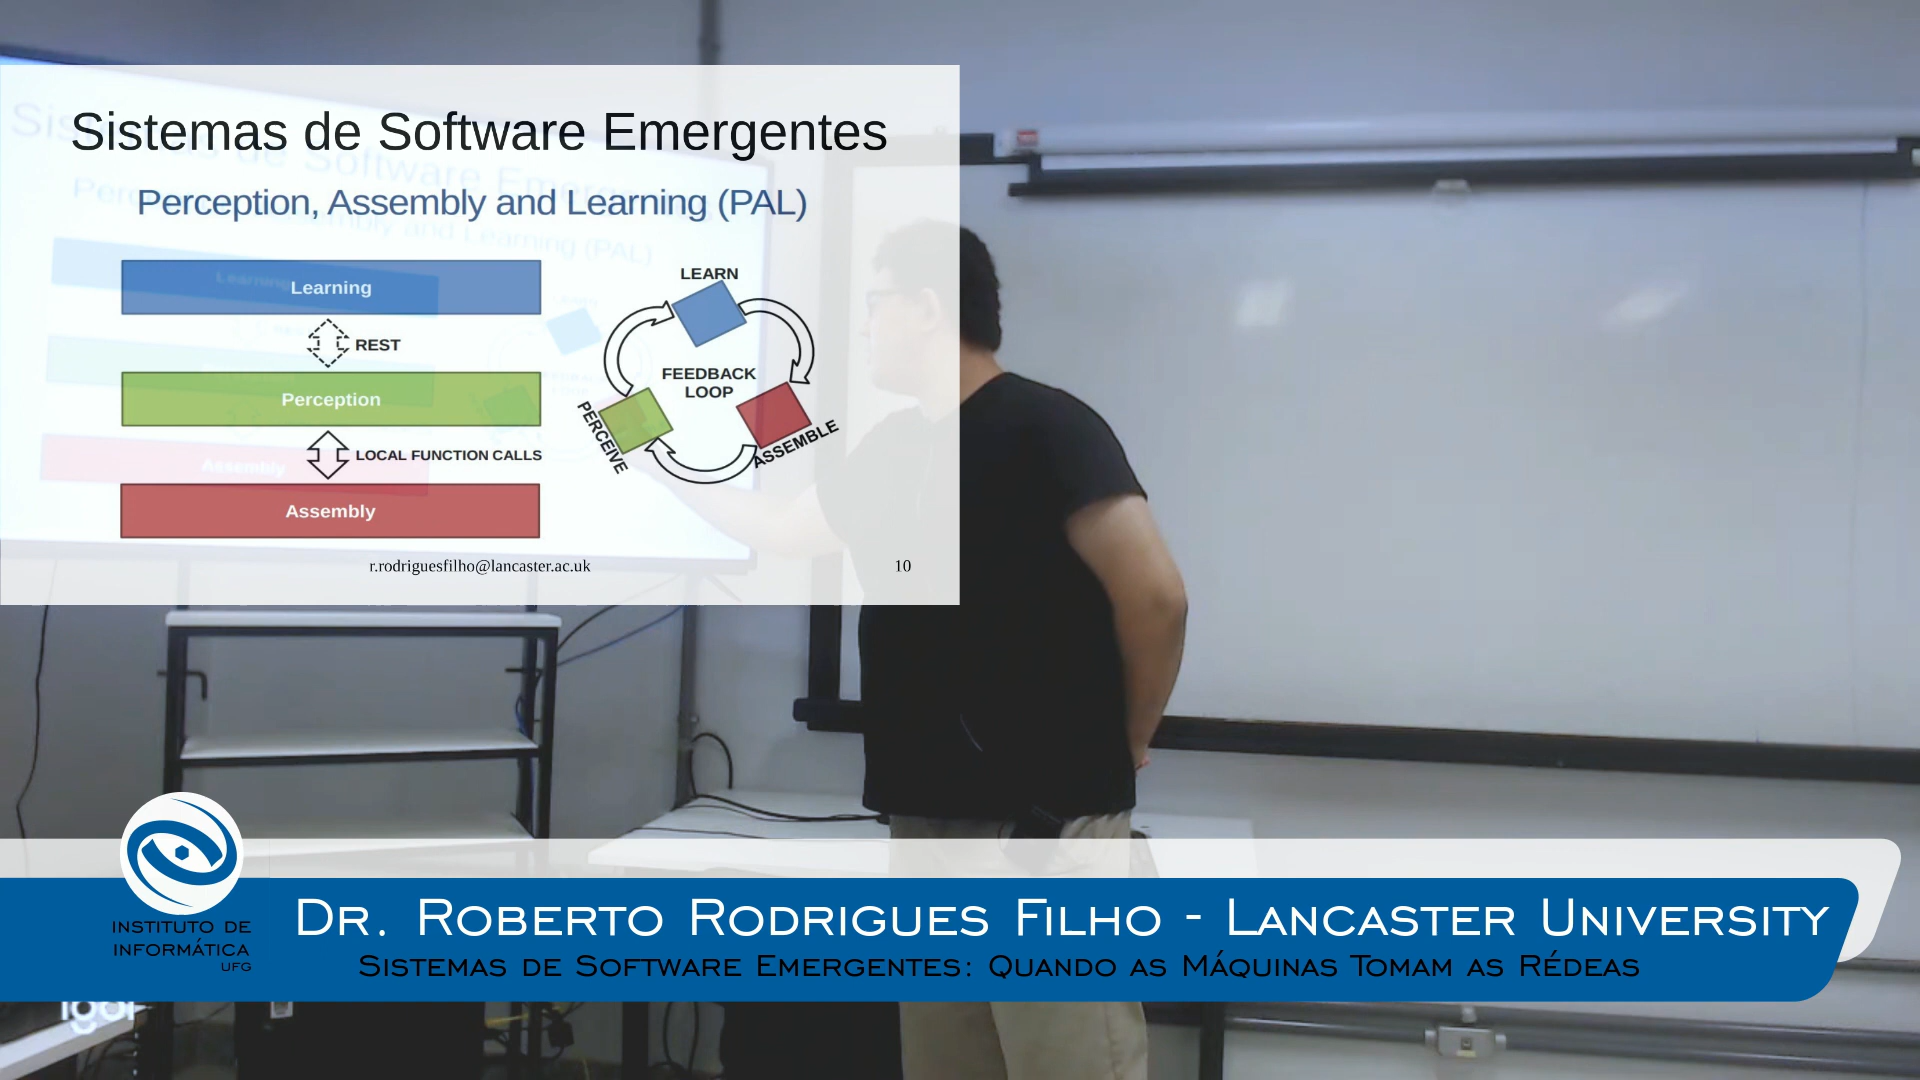 Sistemas de Software Emergentes
Perception, Assembly and Learning (PAL)
Learning
REST
Perception
LOCAL FUNCTION CALLS
Assembly
LEARN
FEEDBACK
LOOP
PERCEIVE
ASSEMBLE
r.rodriguesfilho@lancaster.ac.uk
10
INSTITUTO DE
INFORMÁTICA
UFG
Dr. Roberto Rodrigues Filho - Lancaster University
Sistemas de Software Emergentes: Quando as Máquinas Tomam as Rédeas